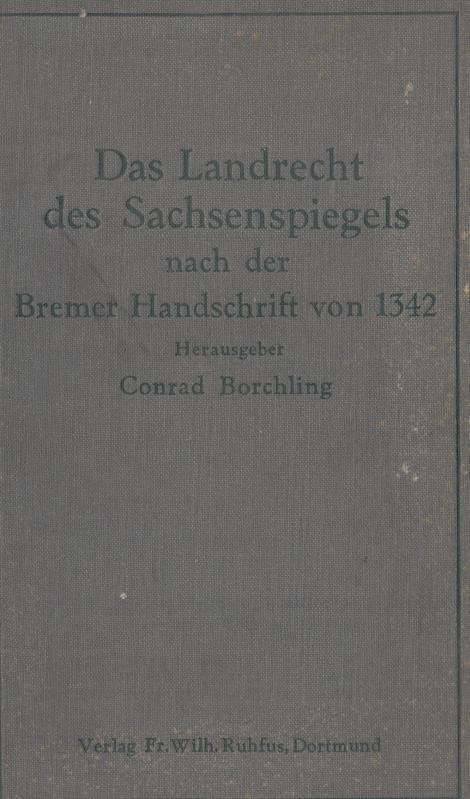 Das Landrecht
des Sachsenspiegels
nach der
Bremer Handschrift von 1342
Herausgeber
Conrad Borchling
Verlag Fr. Wilh. Ruhfus, Dortmund